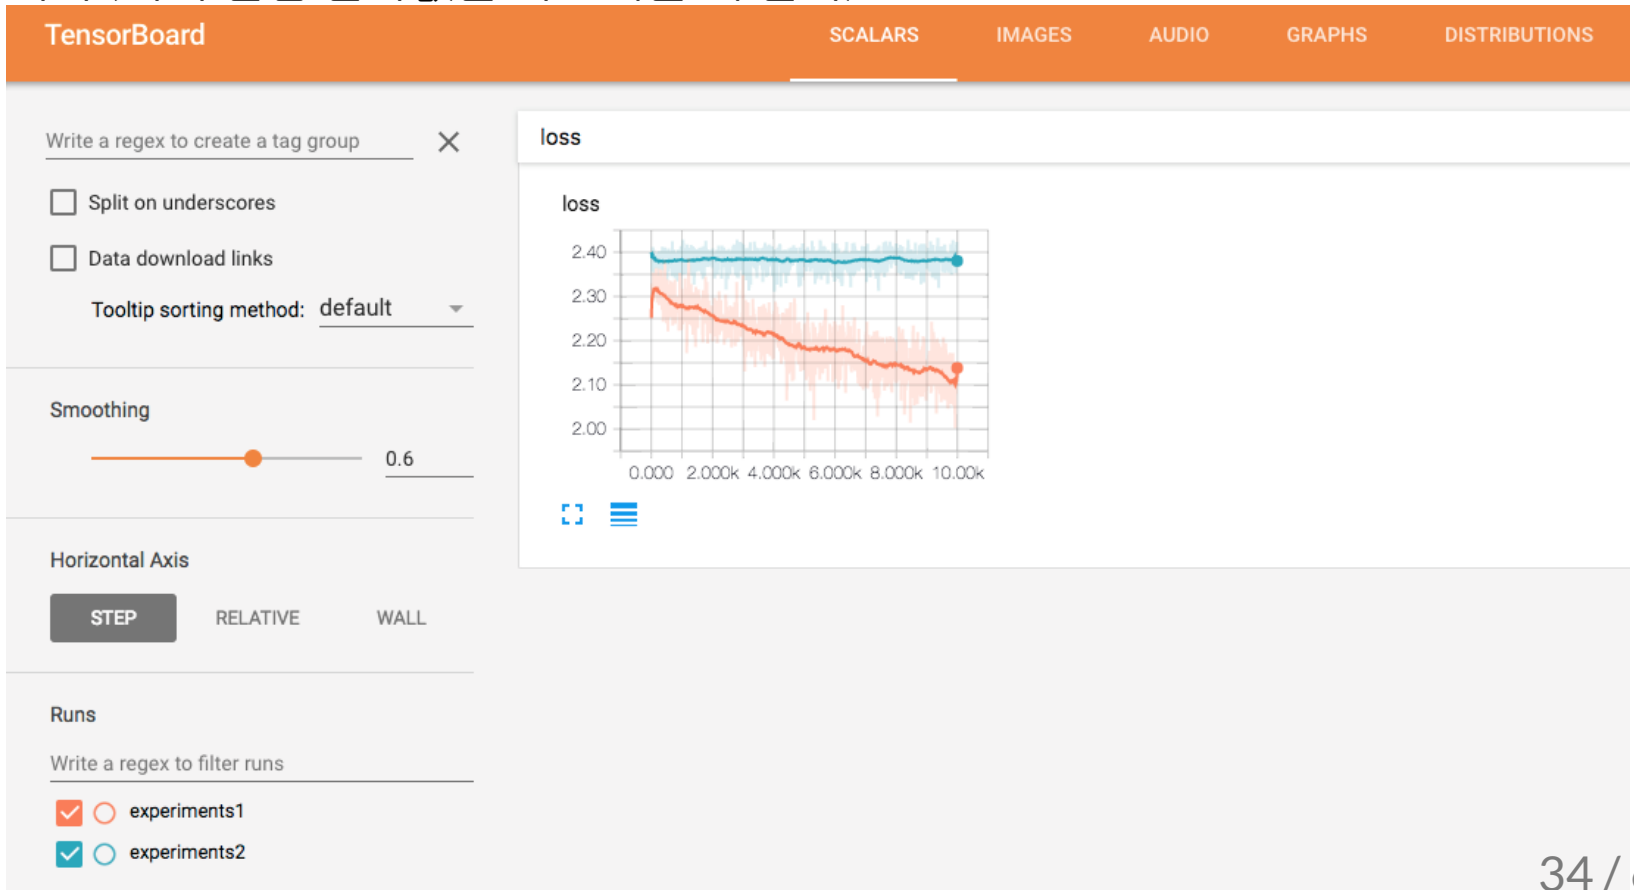 TensorBoard
SCALARS IMAGES AUDIO GRAPHS DISTRIBUTIONS
Write a regex to create a tag group
Split on underscores
Data download links
Tooltip sorting method: default
Smoothing
0.6
Horizontal Axis
STEP RELATIVE WALL
Runs
Write a regex to filter runs
experiments1
experiments2
loss
loss
2.40
2.30
2.20
2.10
2.00
0.000 2.000k 4.000k 6.000k 8.000k 10.00k
34 /